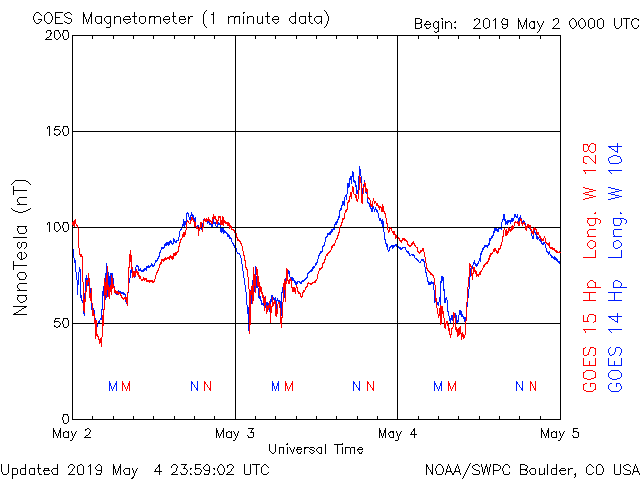 GOES Magnetometer (1 minute data)
Begin: 2019 May 2 0000 UTC
200
150
100
50
0
NanoTesla (nT)
M M N N M M N N M M N N
May 2 May 3 May 4 May 5
Universal Time
GOES 15 Hp Long. W 128
GOES 14 Hp Long. W 104
Updated 2019 May 4 23:59:02 UTC
NOAA/SWPC Boulder, CO USA